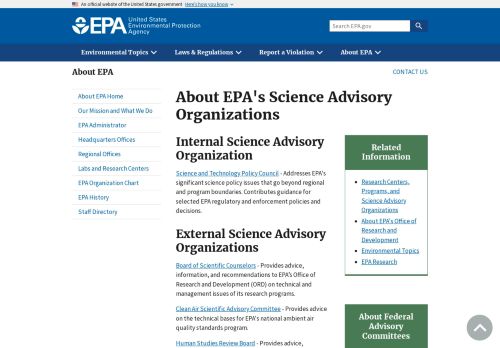 An official website of the United States government Here's how you know
EPA United States
Environmental Protection
Agency
Search EPA.gov
Environmental Topics
Laws & Regulations
Report a Violation
About EPA
About EPA
CONTACT US
About EPA Home
Our Mission and What We Do
EPA Administrator
Headquarters Offices
Regional Offices
Labs and Research Centers
EPA Organization Chart
EPA History
Staff Directory
About EPA's Science Advisory
Organizations
Internal Science Advisory
Organization
Science and Technology Policy Council - Addresses EPA's
significant science policy issues that go beyond regional
and program boundaries. Contributes guidance for
selected EPA regulatory and enforcement policies and
decisions.
External Science Advisory
Organizations
Board of Scientific Counselors - Provides advice,
information, and recommendations to EPA's Office of
Research and Development (ORD) on technical and
management issues of its research programs.
Clean Air Scientific Advisory Committee - Provides advice
on the technical bases for EPA's national ambient air
quality standards program.
Human Studies Review Board - Provides advice,
Related
Information
Research Centers,
Programs, and
Science Advisory
Organizations
About EPA's Office of
Research and
Development
Environmental Topics
EPA Research
About Federal
Advisory
Committees